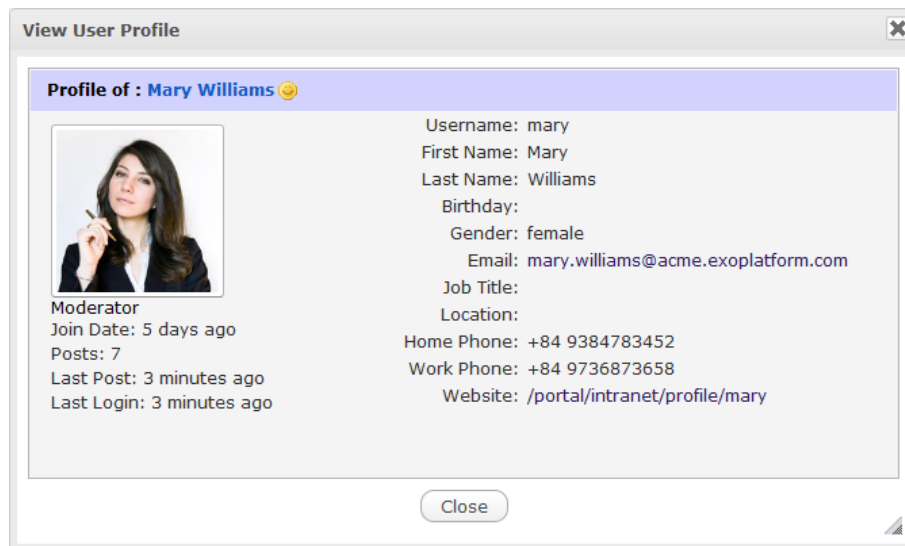 View User Profile
Profile of : Mary Williams
Moderator
Join Date: 5 days ago
Posts: 7
Last Post: 3 minutes ago
Last Login: 3 minutes ago
Username: mary
First Name: Mary
Last Name: Williams
Birthday:
Gender: female
Email: mary.williams@acme.exoplatform.com
Job Title:
Location:
Home Phone: +84 9384783452
Work Phone: +84 9736873658
Website: /portal/intranet/profile/mary
Close